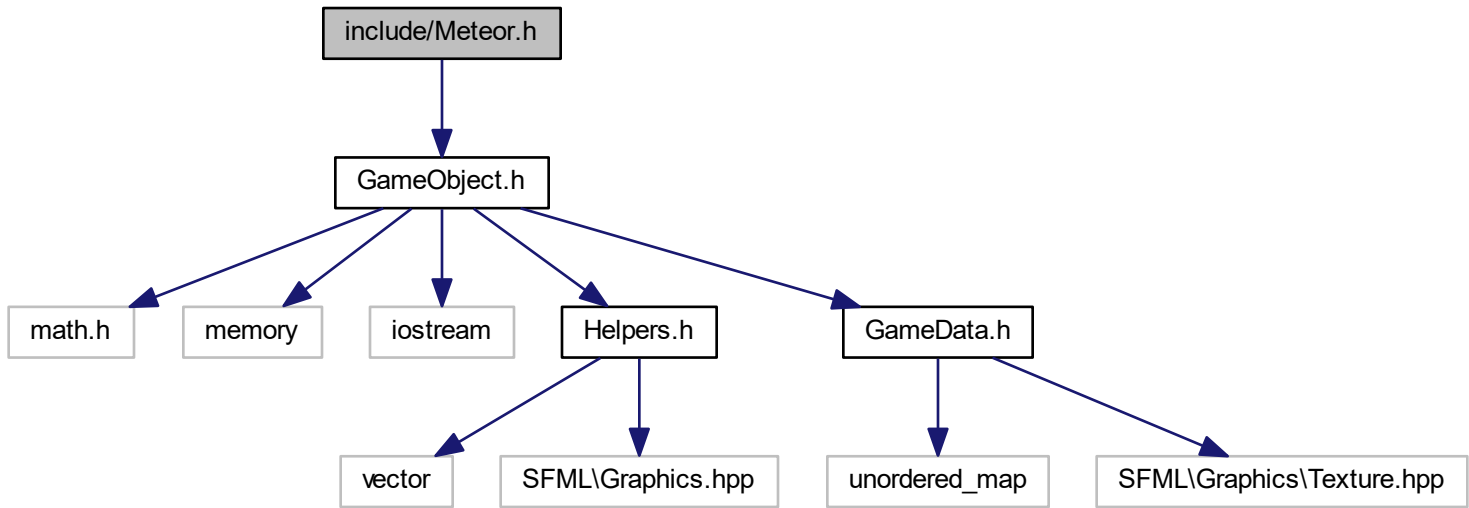 include/Meteor.h
GameObject.h
math.h
memory
iostream
Helpers.h
GameData.h
vector
SFML\Graphics.hpp
unordered_map
SFML\Graphics\Texture.hpp